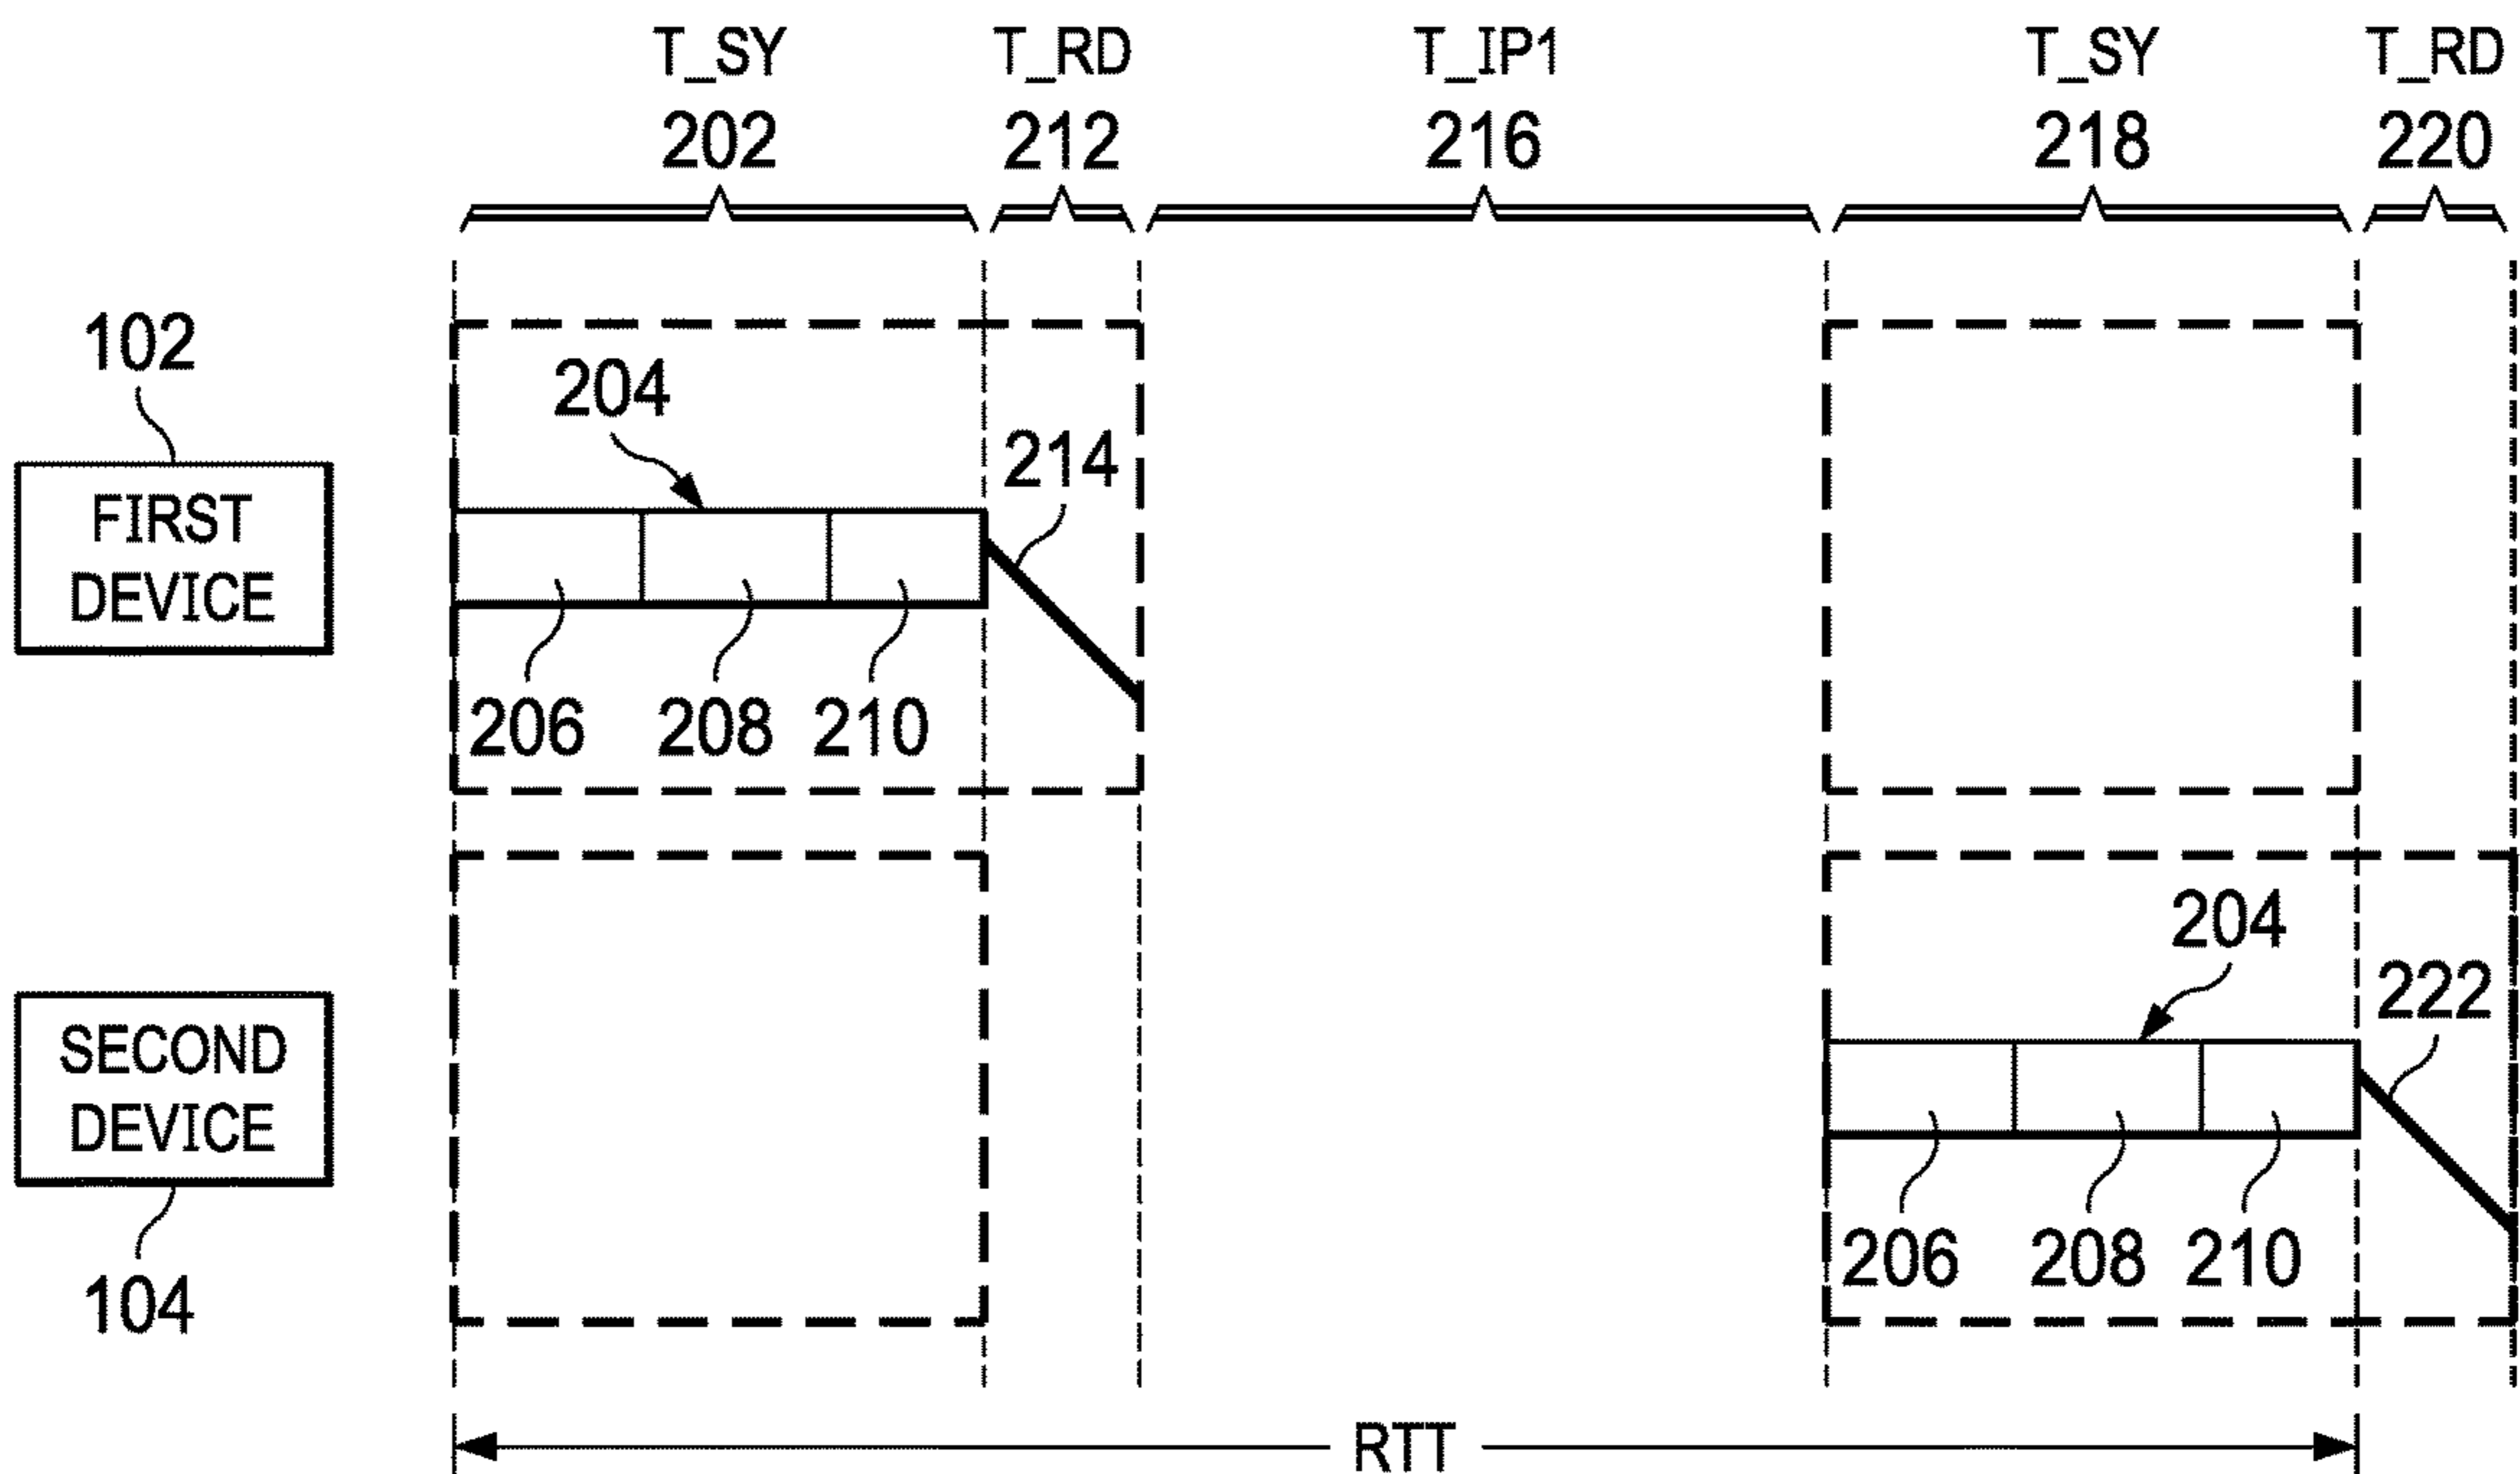 T_SY T_RD T_IP1 T_SY T_RD
202 212 216 218 220
102
204
214
FIRST
DEVICE
206 208 210
204
222
SECOND
DEVICE
206 208 210
104
RTT